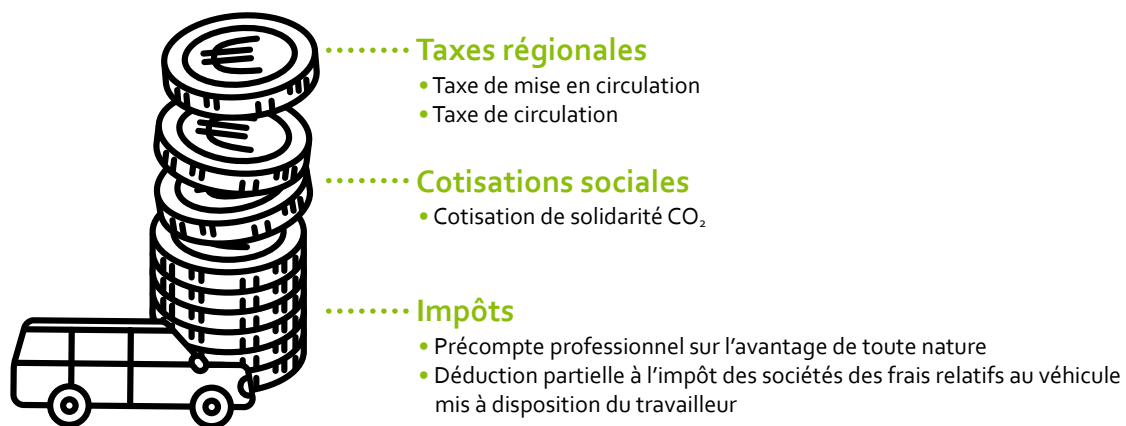 Taxes régionales
• Taxe de mise en circulation
• Taxe de circulation
Cotisations sociales
• Cotisation de solidarité CO₂
Impôts
• Précompte professionnel sur l'avantage de toute nature
• Déduction partielle à l'impôt des sociétés des frais relatifs au véhicule
mis à disposition du travailleur